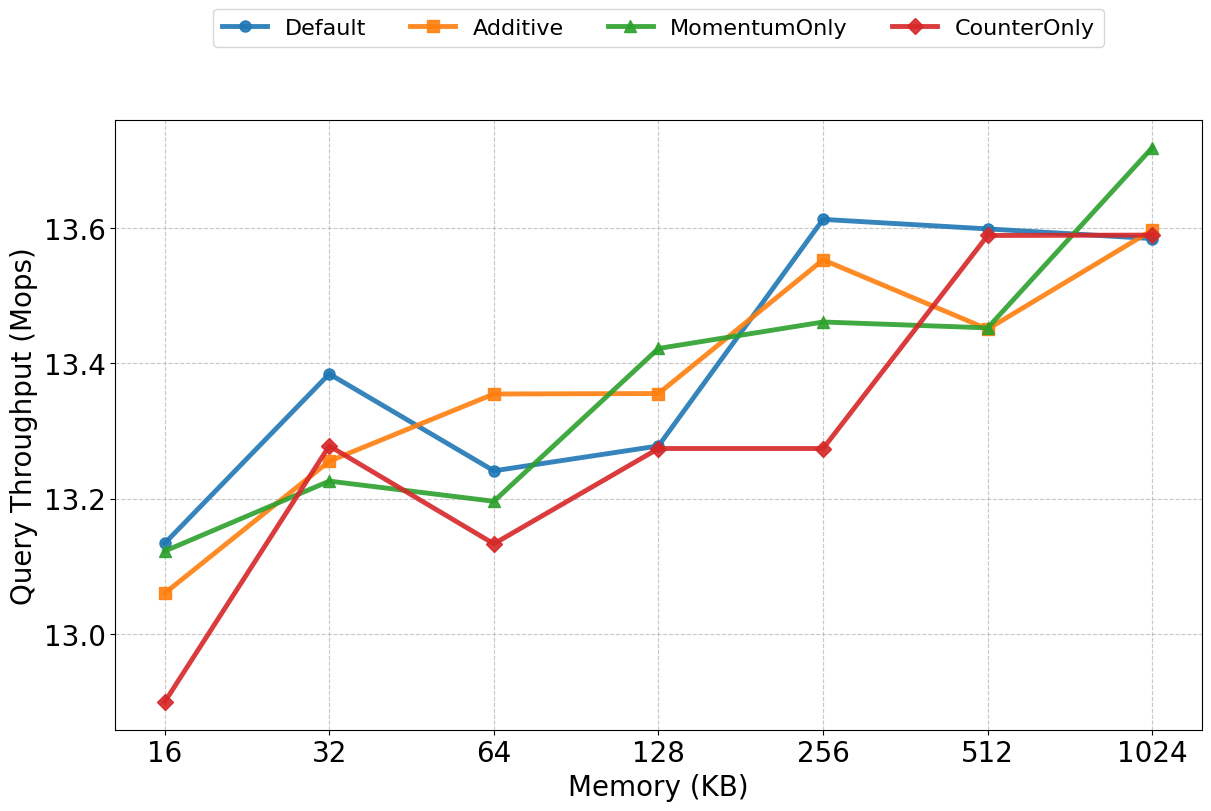 Default Additive MomentumOnly CounterOnly
13.6
13.4
13.2
13.0
Query Throughput (Mops)
16 32 64 128 256 512 1024
Memory (KB)